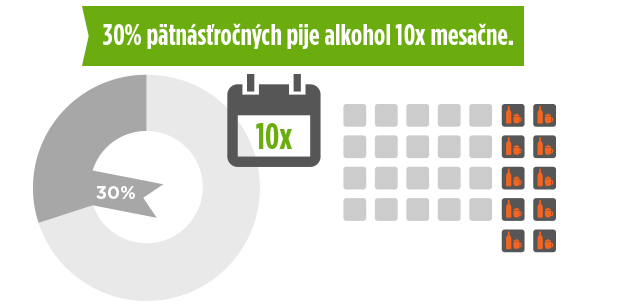 30% pätnásťročných pije alkohol 10x mesačne.
10x
30%